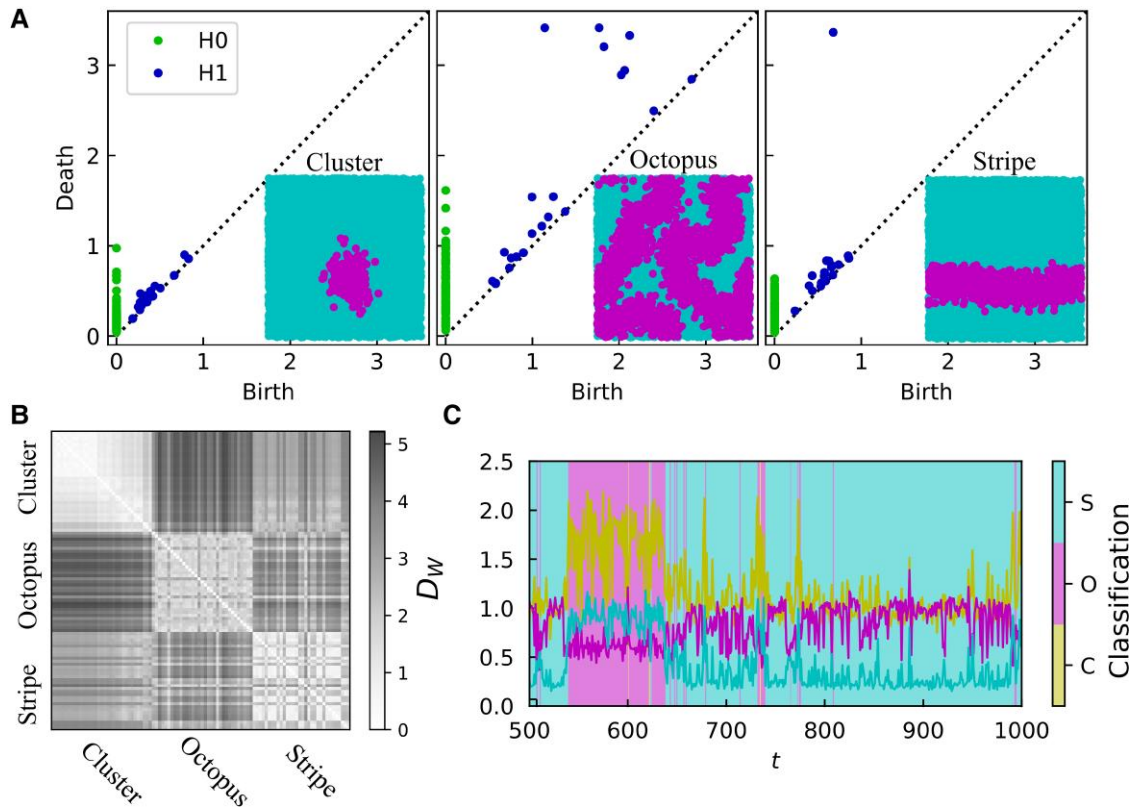 A
H0
H1
Cluster
Octopus
Stripe
Death
3
2
1
0
0 1 2 3
0 1 2 3
0 1 2 3
Birth
Birth
Birth
B
C
Cluster
Octopus
Stripe
Cluster
Octopus
Stripe
5
4
3
2
1
0
D_W
2.5
2.0
1.5
1.0
0.5
0.0
500 600 700 800 900 1000
t
S
O
C
Classification